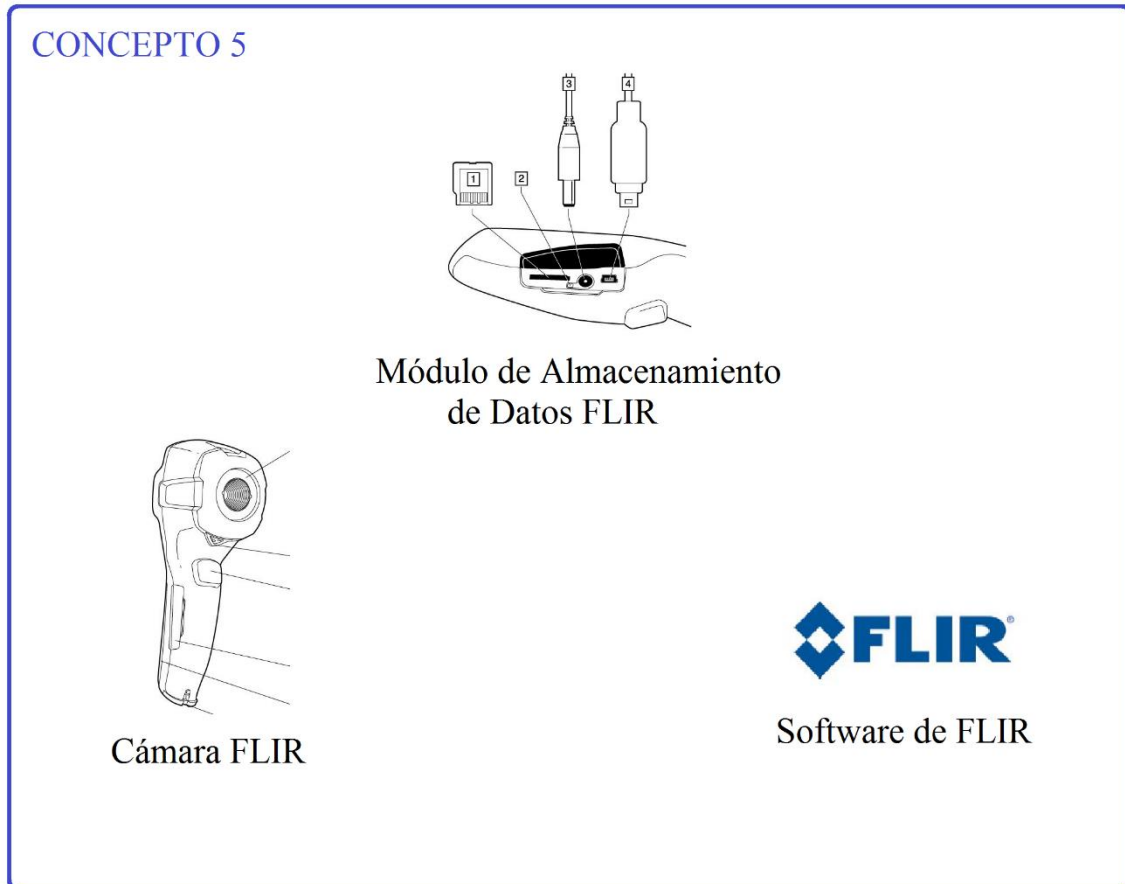 CONCEPTO 5
3
4
1
2
Módulo de Almacenamiento
de Datos FLIR
FLIR®
Cámara FLIR
Software de FLIR